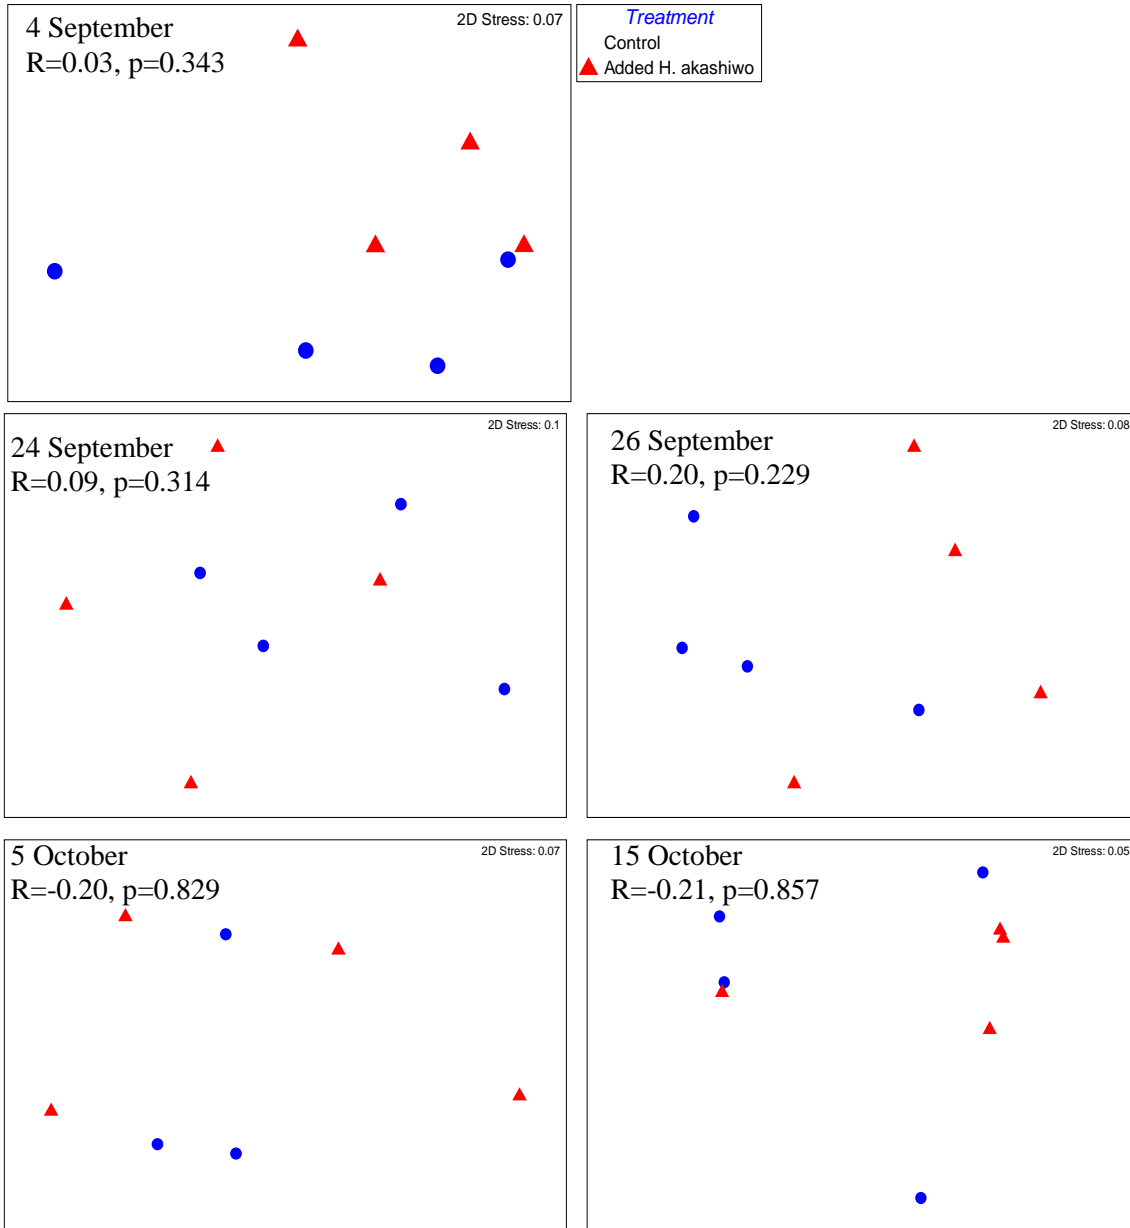 4 September
R=0.03, p=0.343
2D Stress: 0.07
Treatment
Control
Added H. akashiwo
24 September
R=0.09, p=0.314
2D Stress: 0.1
26 September
R=0.20, p=0.229
2D Stress: 0.08
5 October
R=-0.20, p=0.829
2D Stress: 0.07
15 October
R=-0.21, p=0.857
2D Stress: 0.05